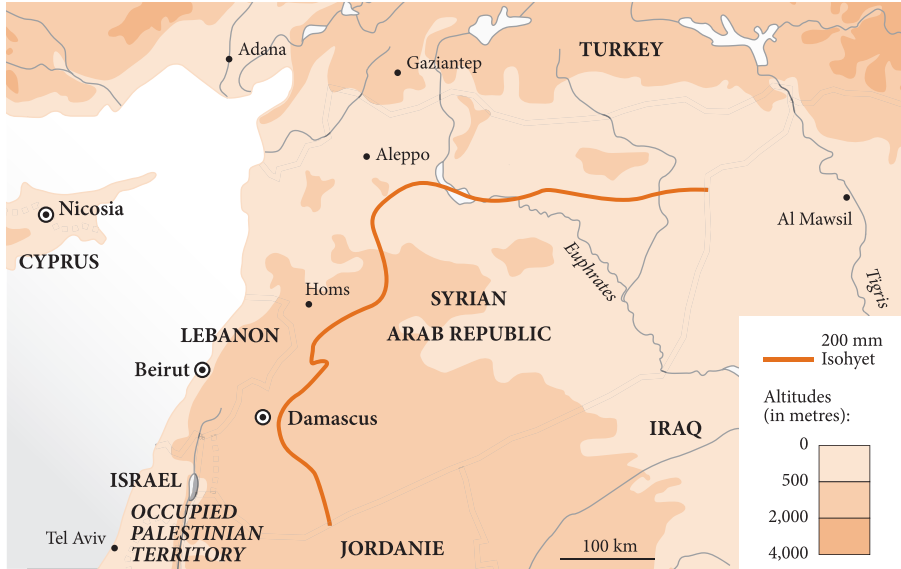 Adana
TURKEY
Gaziantep
Aleppo
Nicosia
Al Mawsil
CYPRUS
Euphrates
Tigris
Homs
SYRIAN
ARAB REPUBLIC
LEBANON
Beirut
Damascus
IRAQ
ISRAEL
OCCUPIED
PALESTINIAN
TERRITORY
Tel Aviv
JORDANIE
100 km
200 mm
Isohyet
Altitudes
(in metres):
0
500
2,000
4,000